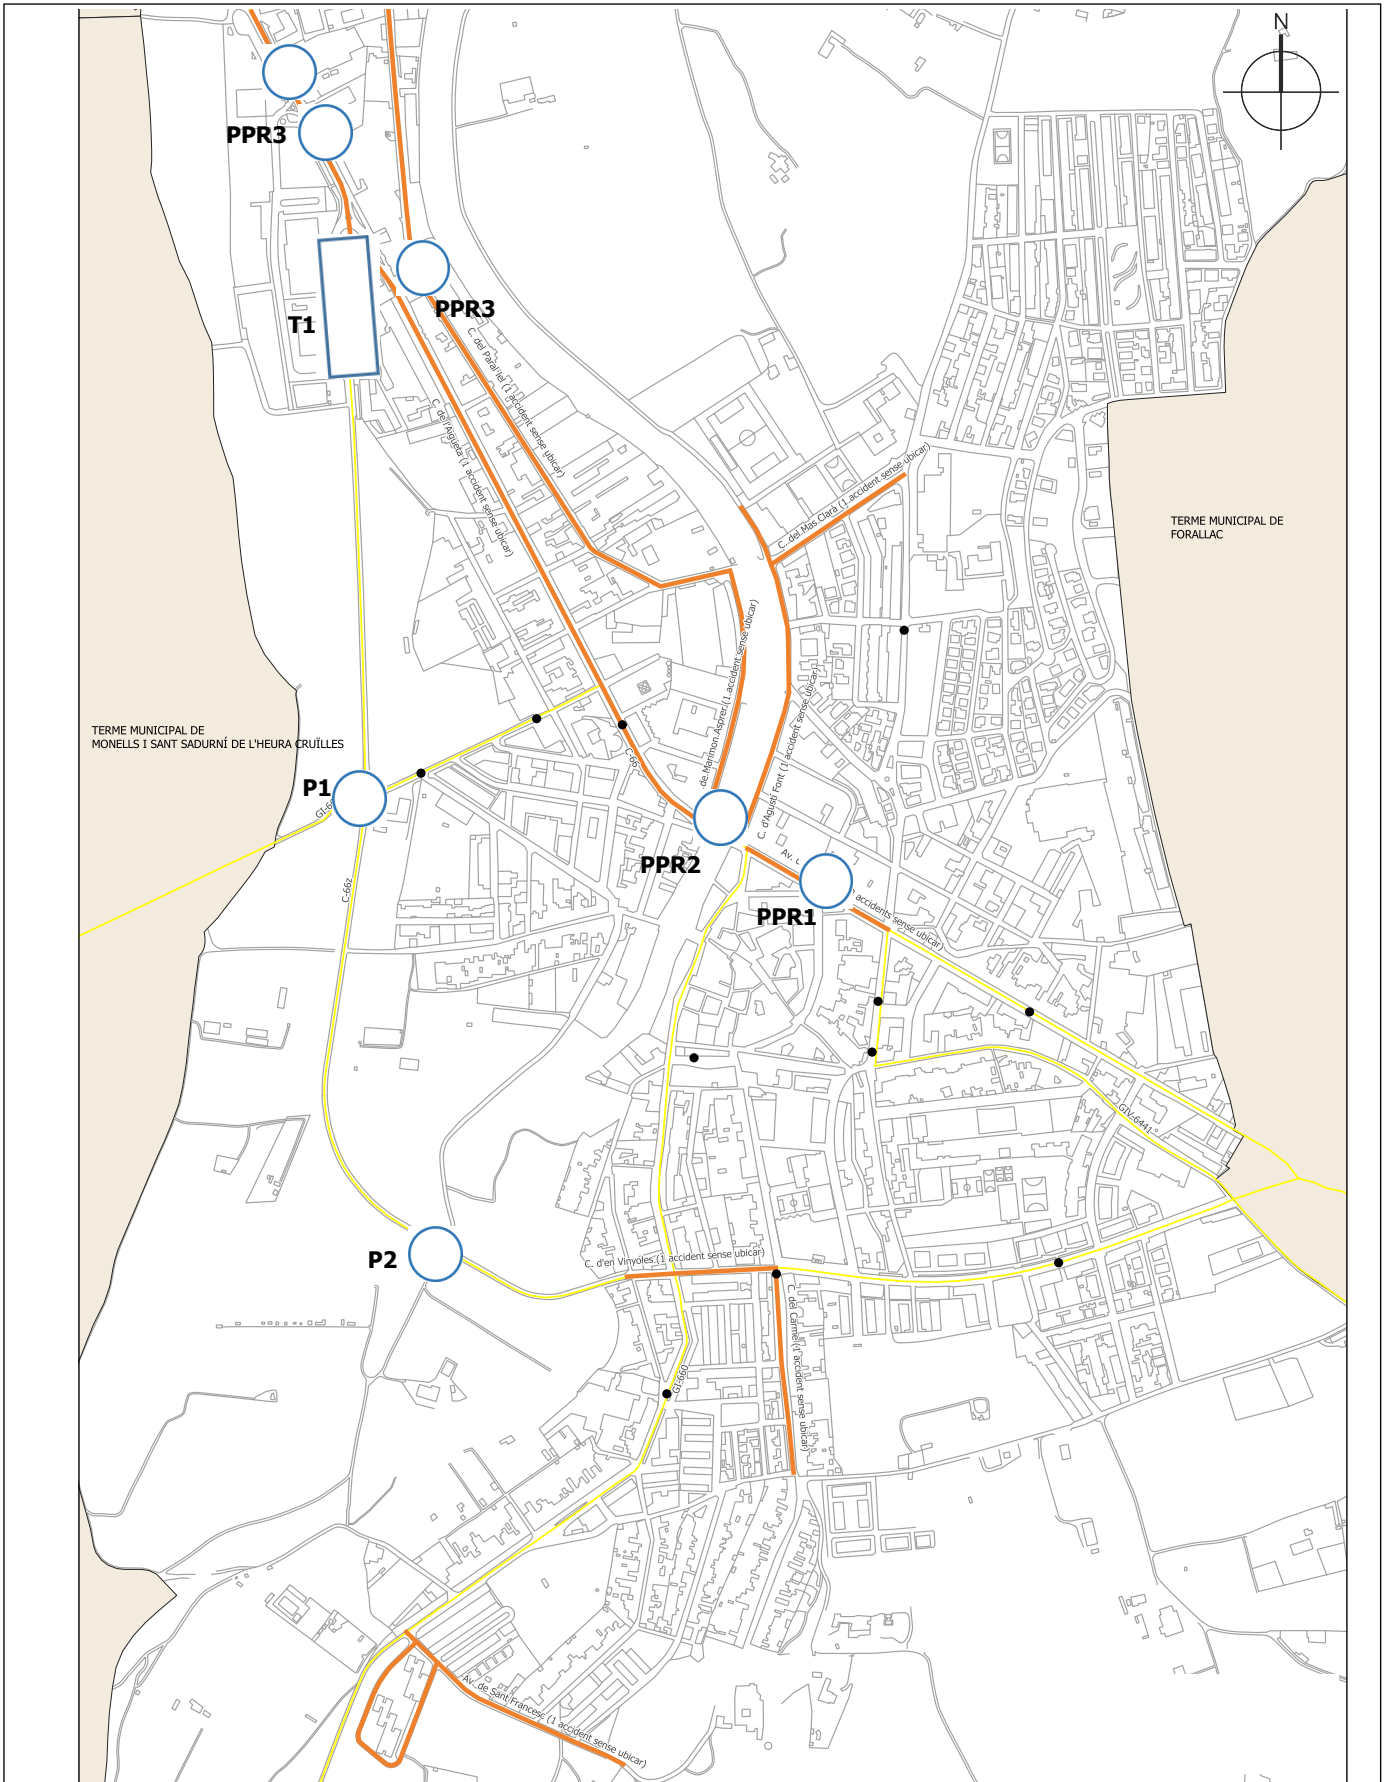 N
PPR3
PPR3
T1
C. del Paral·lel (1 accident sense ubicar)
C. de l'Aigüeta (1 accident sense ubicar)
C. del Mas Clarà (1 accident sense ubicar)
TERME MUNICIPAL DE
FORALLAC
de Marimon Asprer (1 accident sense ubicar)
C. d'Agustí Font (1 accident sense ubicar)
TERME MUNICIPAL DE
MONELLS I SANT SADURNÍ DE L'HEURA CRUÏLLES
C-66
P1
PPR2
Av.
accidents sense ubicar)
PPR1
C-66z
GIV-6441
P2
C. d'en Vinyoles (1 accident sense ubicar)
C. del Carme (1 accident sense ubicar)
GI-660
Av. de Sant Francesc (1 accident sense ubicar)